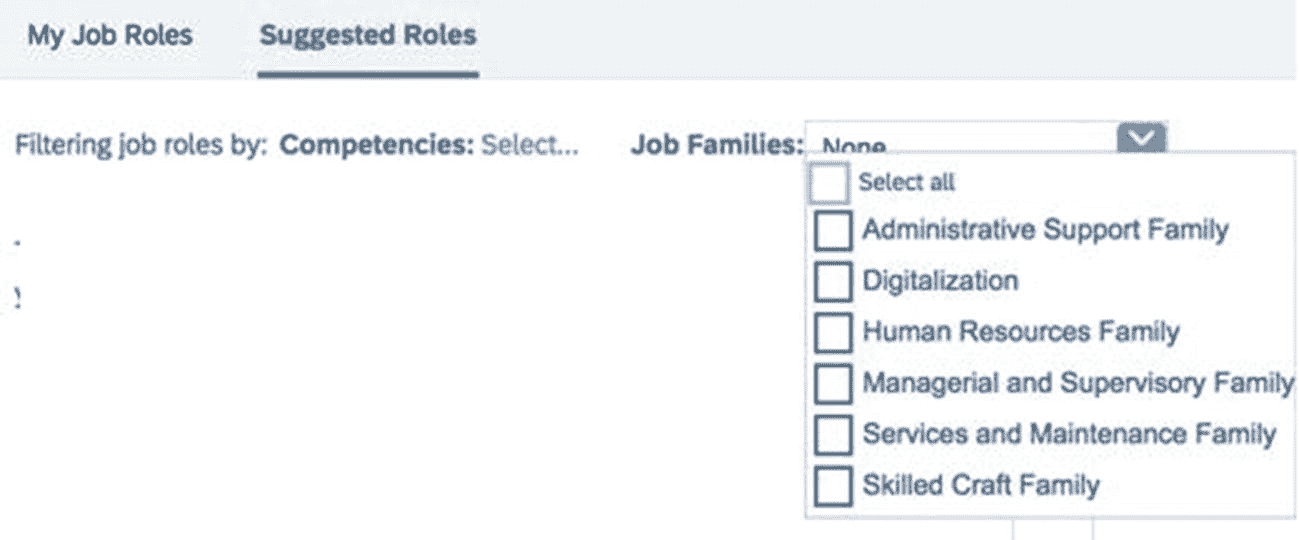 My Job Roles Suggested Roles
Filtering job roles by: Competencies: Select... Job Families: None
Select all
Administrative Support Family
Digitalization
Human Resources Family
Managerial and Supervisory Family
Services and Maintenance Family
Skilled Craft Family